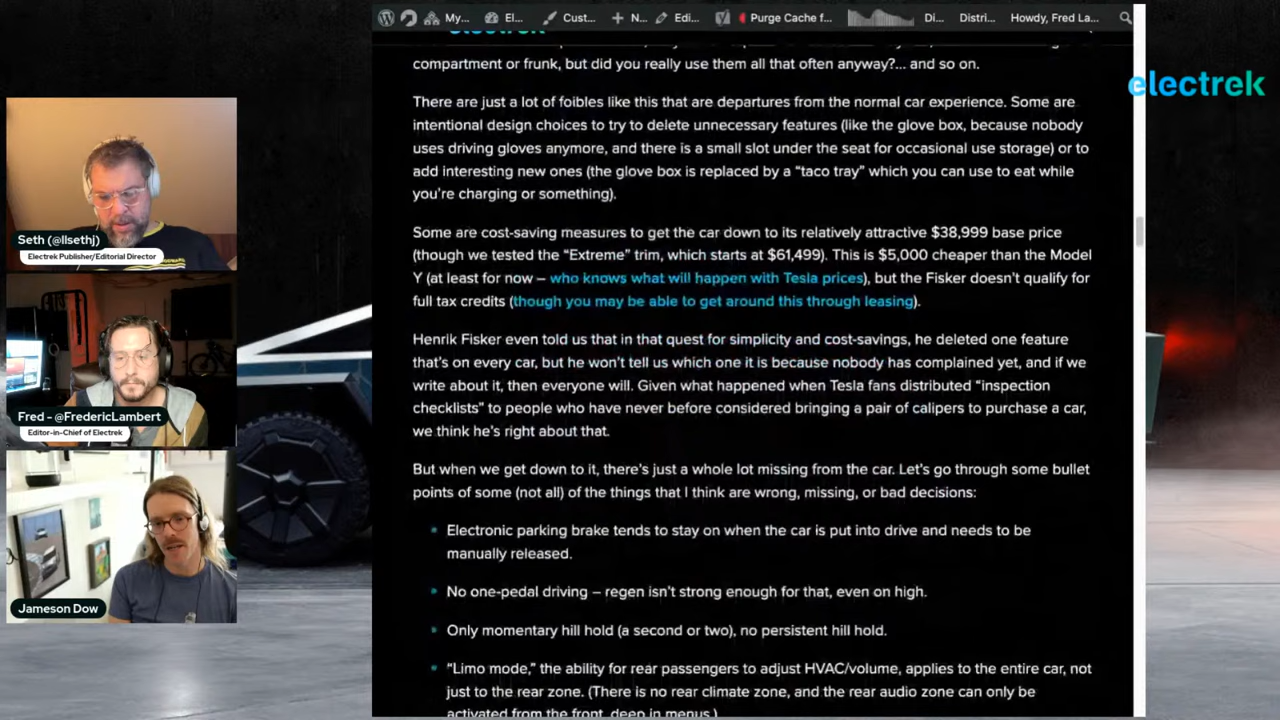 My...
El...
Cust...
N...
Edi...
Purge Cache f...
Di...
Distri...
Howdy, Fred La...
electrek
compartment or frunk, but did you really use them all that often anyway?... and so on.
There are just a lot of foibles like this that are departures from the normal car experience. Some are
intentional design choices to try to delete unnecessary features (like the glove box, because nobody
uses driving gloves anymore, and there is a small slot under the seat for occasional use storage) or to
add interesting new ones (the glove box is replaced by a “taco tray” which you can use to eat while
you’re charging or something).
Some are cost-saving measures to get the car down to its relatively attractive $38,999 base price
(though we tested the “Extreme” trim, which starts at $61,499). This is $5,000 cheaper than the Model
Y (at least for now – who knows what will happen with Tesla prices), but the Fisker doesn’t qualify for
full tax credits (though you may be able to get around this through leasing).
Henrik Fisker even told us that in that quest for simplicity and cost-savings, he deleted one feature
that’s on every car, but he won’t tell us which one it is because nobody has complained yet, and if we
write about it, then everyone will. Given what happened when Tesla fans distributed “inspection
checklists” to people who have never before considered bringing a pair of calipers to purchase a car,
we think he’s right about that.
But when we get down to it, there’s just a whole lot missing from the car. Let’s go through some bullet
points of some (not all) of the things that I think are wrong, missing, or bad decisions:
Electronic parking brake tends to stay on when the car is put into drive and needs to be
manually released.
No one-pedal driving – regen isn’t strong enough for that, even on high.
Only momentary hill hold (a second or two), no persistent hill hold.
“Limo mode,” the ability for rear passengers to adjust HVAC/volume, applies to the entire car, not
just to the rear zone. (There is no rear climate zone, and the rear audio zone can only be
activated from the front, deep in menus.)
Seth (@llsethj)
Electrek Publisher/Editorial Director
Fred - @FredericLambert
Editor-in-Chief of Electrek
Jameson Dow